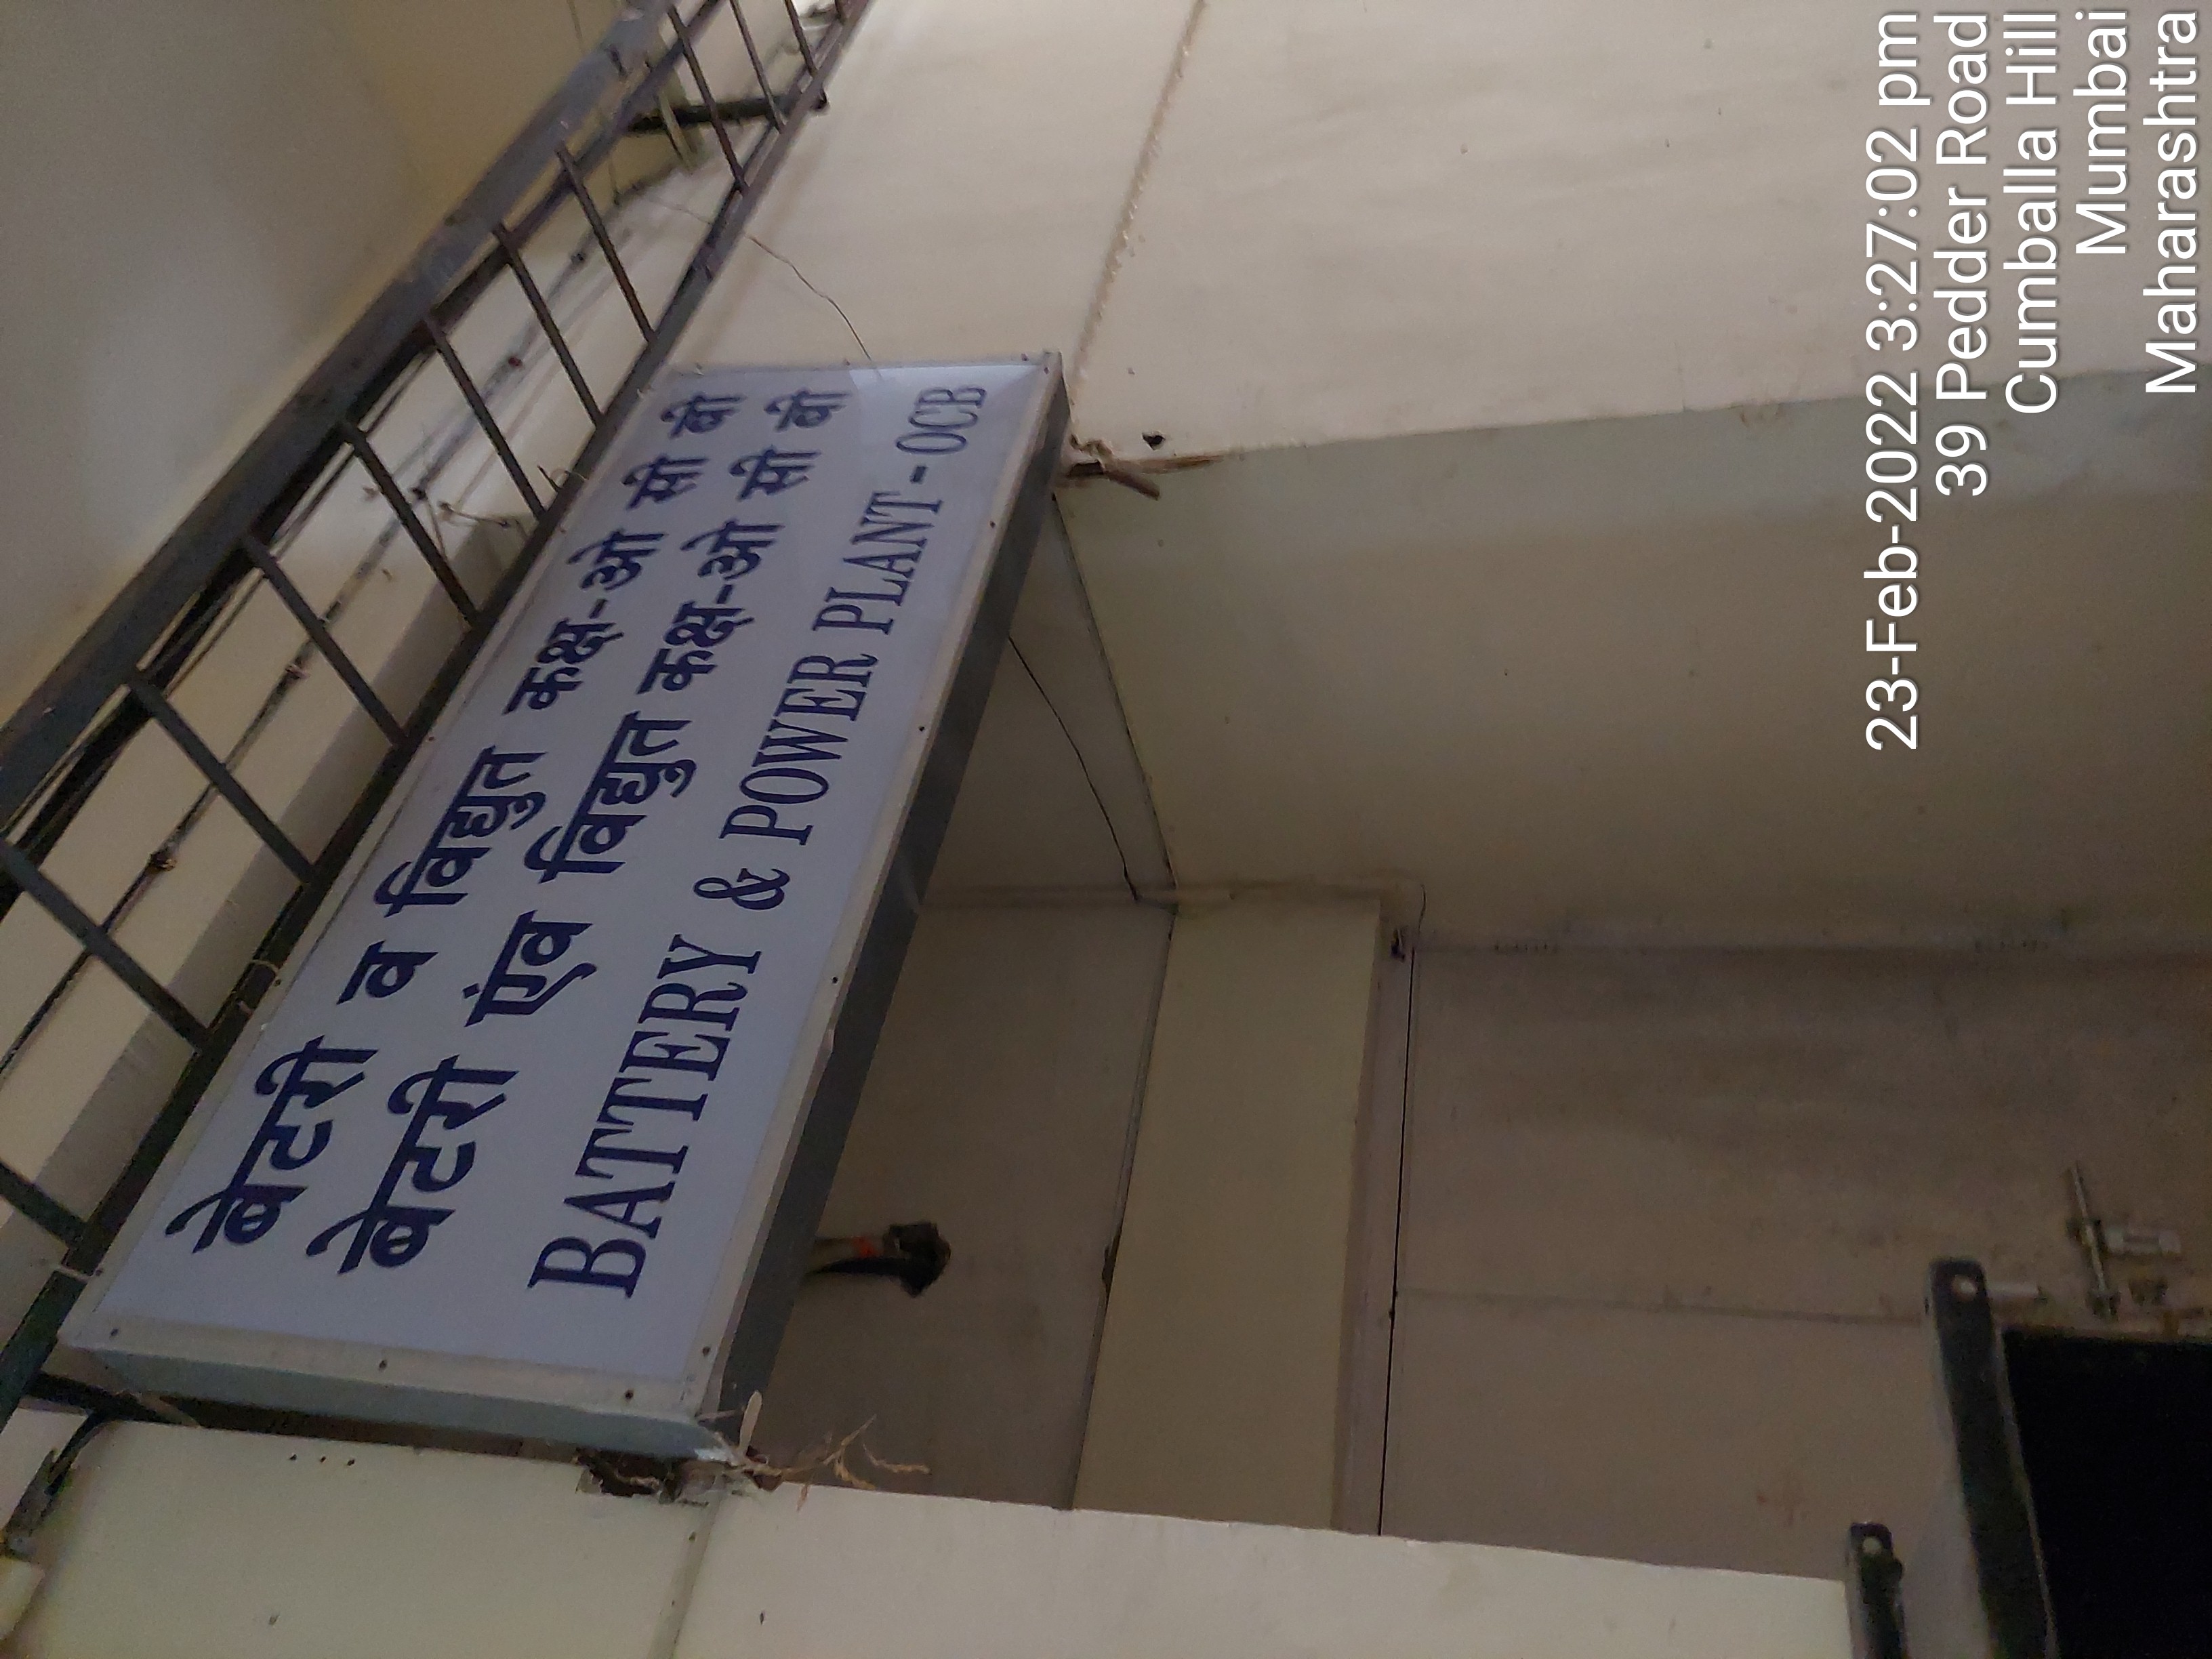 बेटरी व विद्युत कक्ष-ओ सी बी
बेटरी एंव विद्युत कक्ष-ओ सी बी
BATTERY & POWER PLANT-OCB
23-Feb-2022 3:27:02 pm
39 Pedder Road
Cumballa Hill
Mumbai
Maharashtra